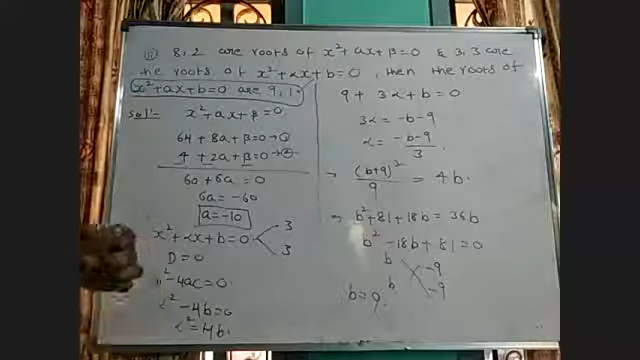 ii) 8, 2 are roots of x²+ax+β=0 & 3, 3 are
the roots of x²+αx+b=0, then the roots of
x²+ax+b=0 are 9, 1.
Sol:- x²+ax+β=0
64+8a+β=0→①
4+2a+β=0→②
60+6a=0
6a=-60
a=-10
x²+αx+b=0 3
3
D=0
-4ac=0
α²-4b=0
α²=4b.
9+3α+b=0
3α=-b-9
α=-b-9/3.
→ (b+9)²/9 = 4b.
⇒ b²+81+18b=36b
b²-18b+81=0
b -9
b -9
b=9.